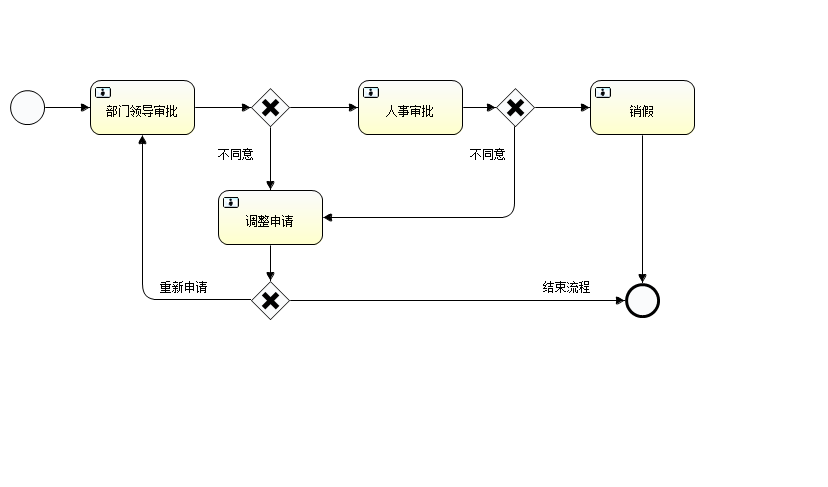 部门领导审批
人事审批
销假
不同意
不同意
调整申请
重新申请
结束流程